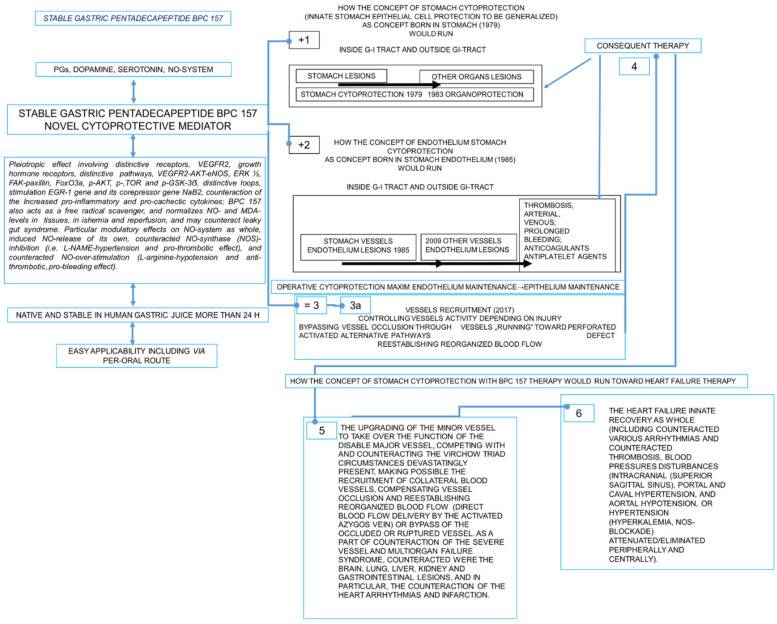 STABLE GASTRIC PENTADECAPEPTIDE BPC 157
PGs, DOPAMINE, SEROTONIN, NO-SYSTEM
STABLE GASTRIC PENTADECAPEPTIDE BPC 157
NOVEL CYTOPROTECTIVE MEDIATOR
Pleiotropic effect involving distinctive receptors, VEGFR2, growth
hormone receptors, distinctive pathways, VEGFR2-AKT-eNOS, ERK ½,
FAK-paxillin, FoxO3a, p-AKT, p-,TOR and p-GSK-3ß, distinctive loops,
stimulation EGR-1 gene and its corepressor gene NaB2, counteraction of
the Increased pro-inflammatory and pro-cachectic cytokines; BPC 157
also acts as a free radical scavenger, and normalizes NO- and MDA-
levels in tissues, in ishemia and reperfusion, and may counteract leaky
gut syndrome. Particular modulatory effects on NO-system as whole,
induced NO-release of its own, counteracted NO-synthase (NOS)-
inhibition (i.e. L-NAME-hypertension and pro-thrombotic effect), and
counteracted NO-over-stimulation (L-arginine-hypotension and anti-
thrombotic, pro-bleeding effect).
NATIVE AND STABLE IN HUMAN GASTRIC JUICE MORE THAN 24 H
EASY APPLICABILITY INCLUDING VIA
PER-ORAL ROUTE
HOW THE CONCEPT OF STOMACH CYTOPROTECTION
(INNATE STOMACH EPITHELIAL CELL PROTECTION TO BE GENERALIZED)
AS CONCEPT BORN IN STOMACH (1979)
WOULD RUN
+1
INSIDE G-I TRACT AND OUTSIDE GI-TRACT
STOMACH LESIONS
OTHER ORGANS LESIONS
STOMACH CYTOPROTECTION 1979 1983 ORGANOPROTECTION
CONSEQUENT THERAPY
4
+2
HOW THE CONCEPT OF ENDOTHELIUM STOMACH
CYTOPROTECTION
AS CONCEPT BORN IN STOMACH ENDOTHELIUM (1985)
WOULD RUN
INSIDE G-I TRACT AND OUTSIDE GI-TRACT
STOMACH VESSELS
ENDOTHELIUM LESIONS 1985
2009 OTHER VESSELS
ENDOTHELIUM LESIONS
THROMBOSIS,
ARTERIAL,
VENOUS;
PROLONGED
BLEEDING;
ANTICOAGULANTS
ANTIPLATELET AGENTS
OPERATIVE CYTOPROTECTION MAXIM ENDOTHELIUM MAINTENANCE→EPITHELIUM MAINTENANCE
= 3
3a
VESSELS RECRUITMENT (2017)
CONTROLLING VESSELS ACTIVITY DEPENDING ON INJURY
BYPASSING VESSEL OCCLUSION THROUGH VESSELS „RUNNING" TOWARD PERFORATED
ACTIVATED ALTERNATIVE PATHWAYS DEFECT
REESTABLISHING REORGANIZED BLOOD FLOW
HOW THE CONCEPT OF STOMACH CYTOPROTECTION WITH BPC 157 THERAPY WOULD RUN TOWARD HEART FAILURE THERAPY
5
THE UPGRADING OF THE MINOR VESSEL
TO TAKE OVER THE FUNCTION OF THE
DISABLE MAJOR VESSEL, COMPETING WITH
AND COUNTERACTING THE VIRCHOW TRIAD
CIRCUMSTANCES DEVASTATINGLY
PRESENT, MAKING POSSIBLE THE
RECRUITMENT OF COLLATERAL BLOOD
VESSELS, COMPENSATING VESSEL
OCCLUSION AND REESTABLISHING
REORGANIZED BLOOD FLOW (DIRECT
BLOOD FLOW DELIVERY BY THE ACTIVATED
AZYGOS VEIN) OR BYPASS OF THE
OCCLUDED OR RUPTURED VESSEL. AS A
PART OF COUNTERACTION OF THE SEVERE
VESSEL AND MULTIORGAN FAILURE
SYNDROME, COUNTERACTED WERE THE
BRAIN, LUNG, LIVER, KIDNEY AND
GASTROINTESTINAL LESIONS, AND IN
PARTICULAR, THE COUNTERACTION OF THE
HEART ARRHYTHMIAS AND INFARCTION.
6
THE HEART FAILURE INNATE
RECOVERY AS WHOLE
(INCLUDING COUNTERACTED
VARIOUS ARRHYTHMIAS AND
COUNTERACTED
THROMBOSIS, BLOOD
PRESSURES DISTURBANCES
(INTRACRANIAL (SUPERIOR
SAGITTAL SINUS), PORTAL AND
CAVAL HYPERTENSION, AND
AORTAL HYPOTENSION, OR
HYPERTENSION
(HYPERKALEMIA, NOS-
BLOCKADE)
ATTENUATED/ELIMINATED
PERIPHERALLY AND
CENTRALLY).